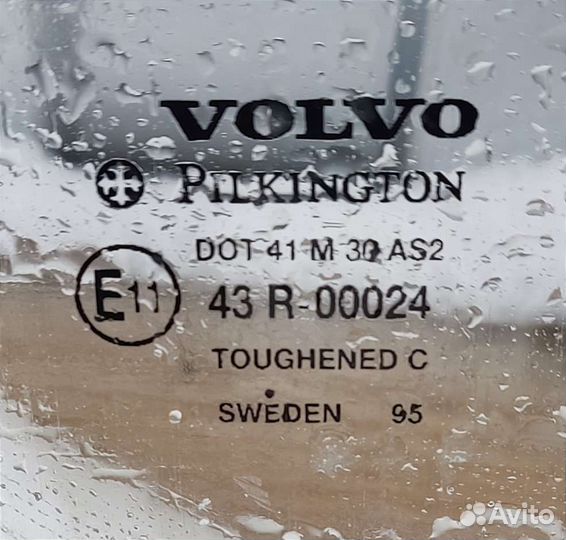 VOLVO
PILKINGTON
DOT 41 M 30 AS2
E11 43 R-00024
TOUGHENED C
SWEDEN 95
Avito